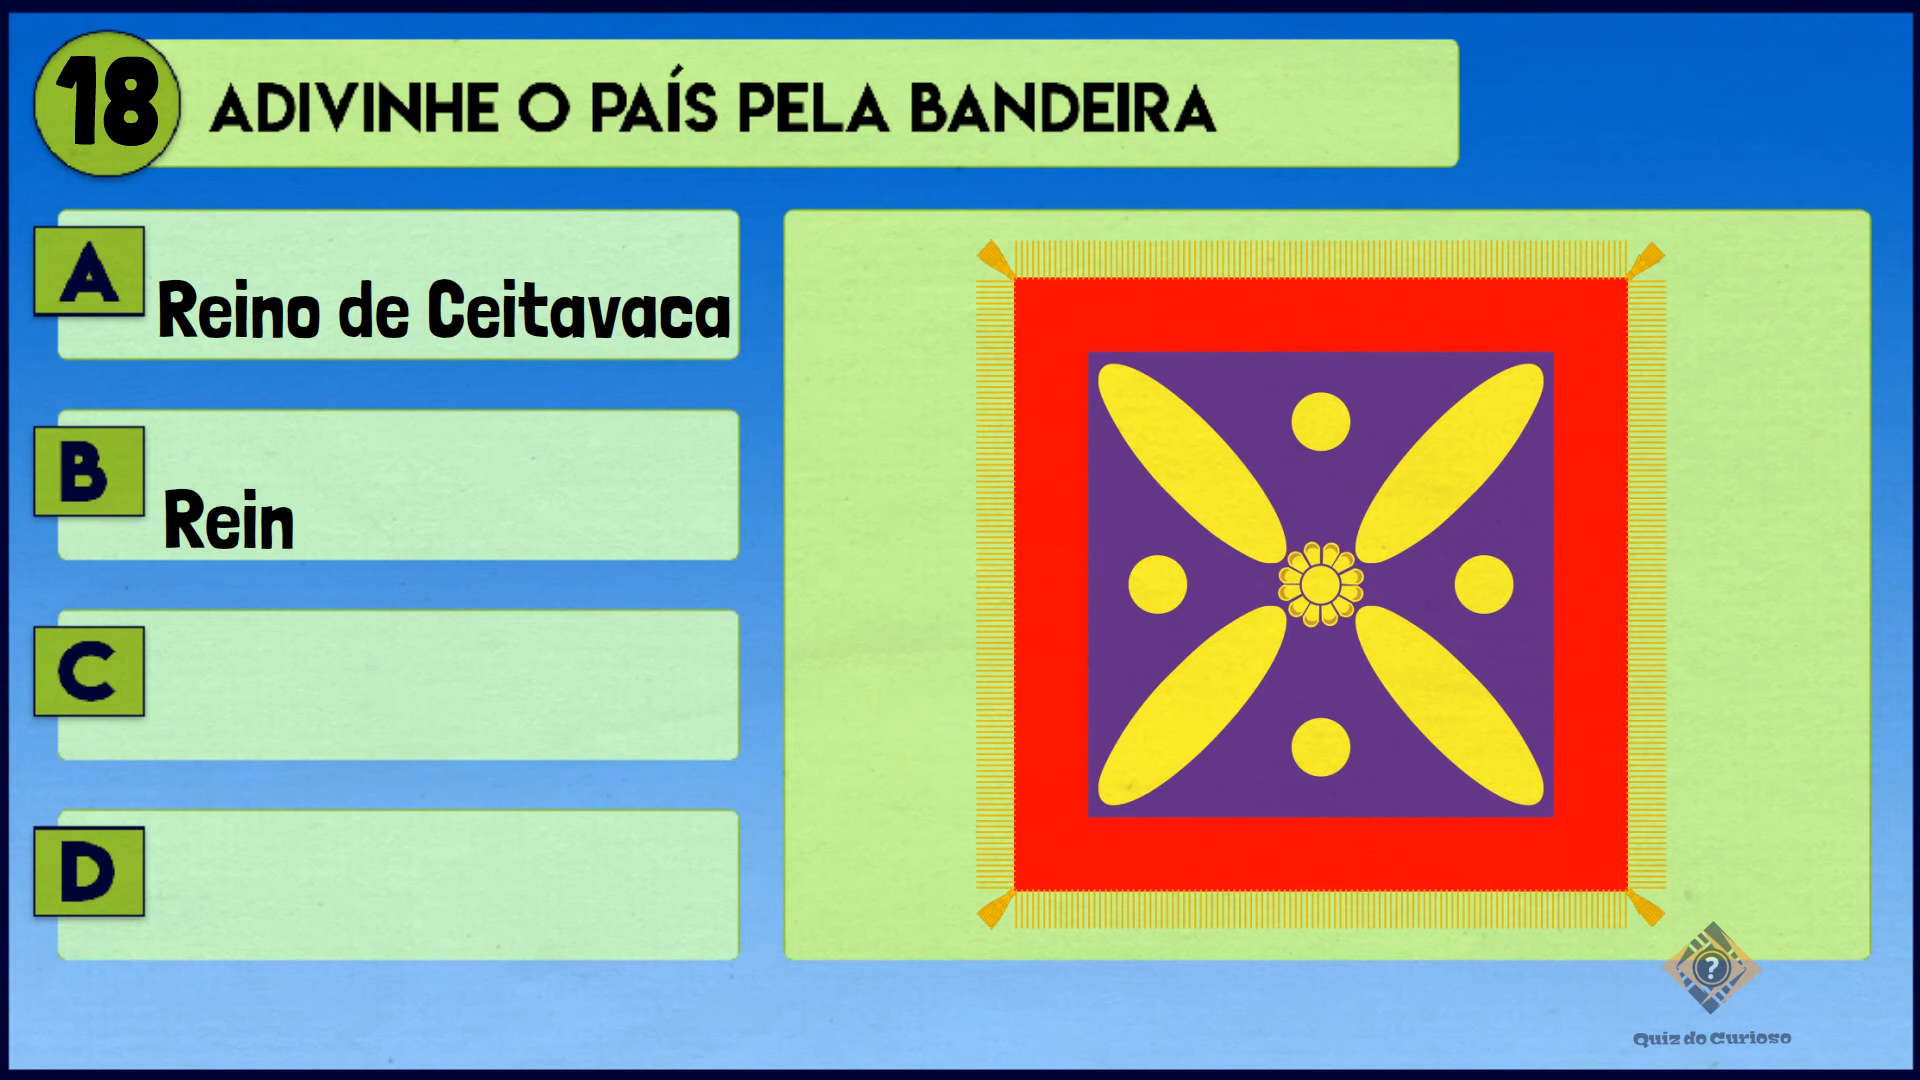 18
ADIVINHE O PAÍS PELA BANDEIRA
A
Reino de Ceitavaca
B
Rein
C
D
?
Quiz do Curioso